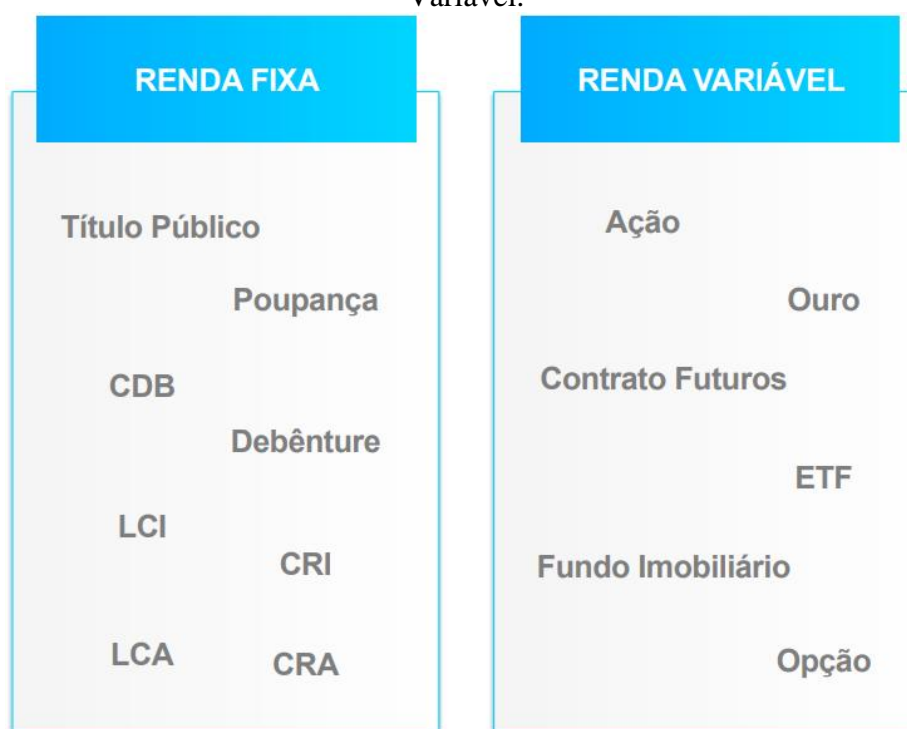 Variável.
RENDA FIXA
Título Público
Poupança
CDB
Debênture
LCI
CRI
LCA
CRA
RENDA VARIÁVEL
Ação
Ouro
Contrato Futuros
ETF
Fundo Imobiliário
Opção